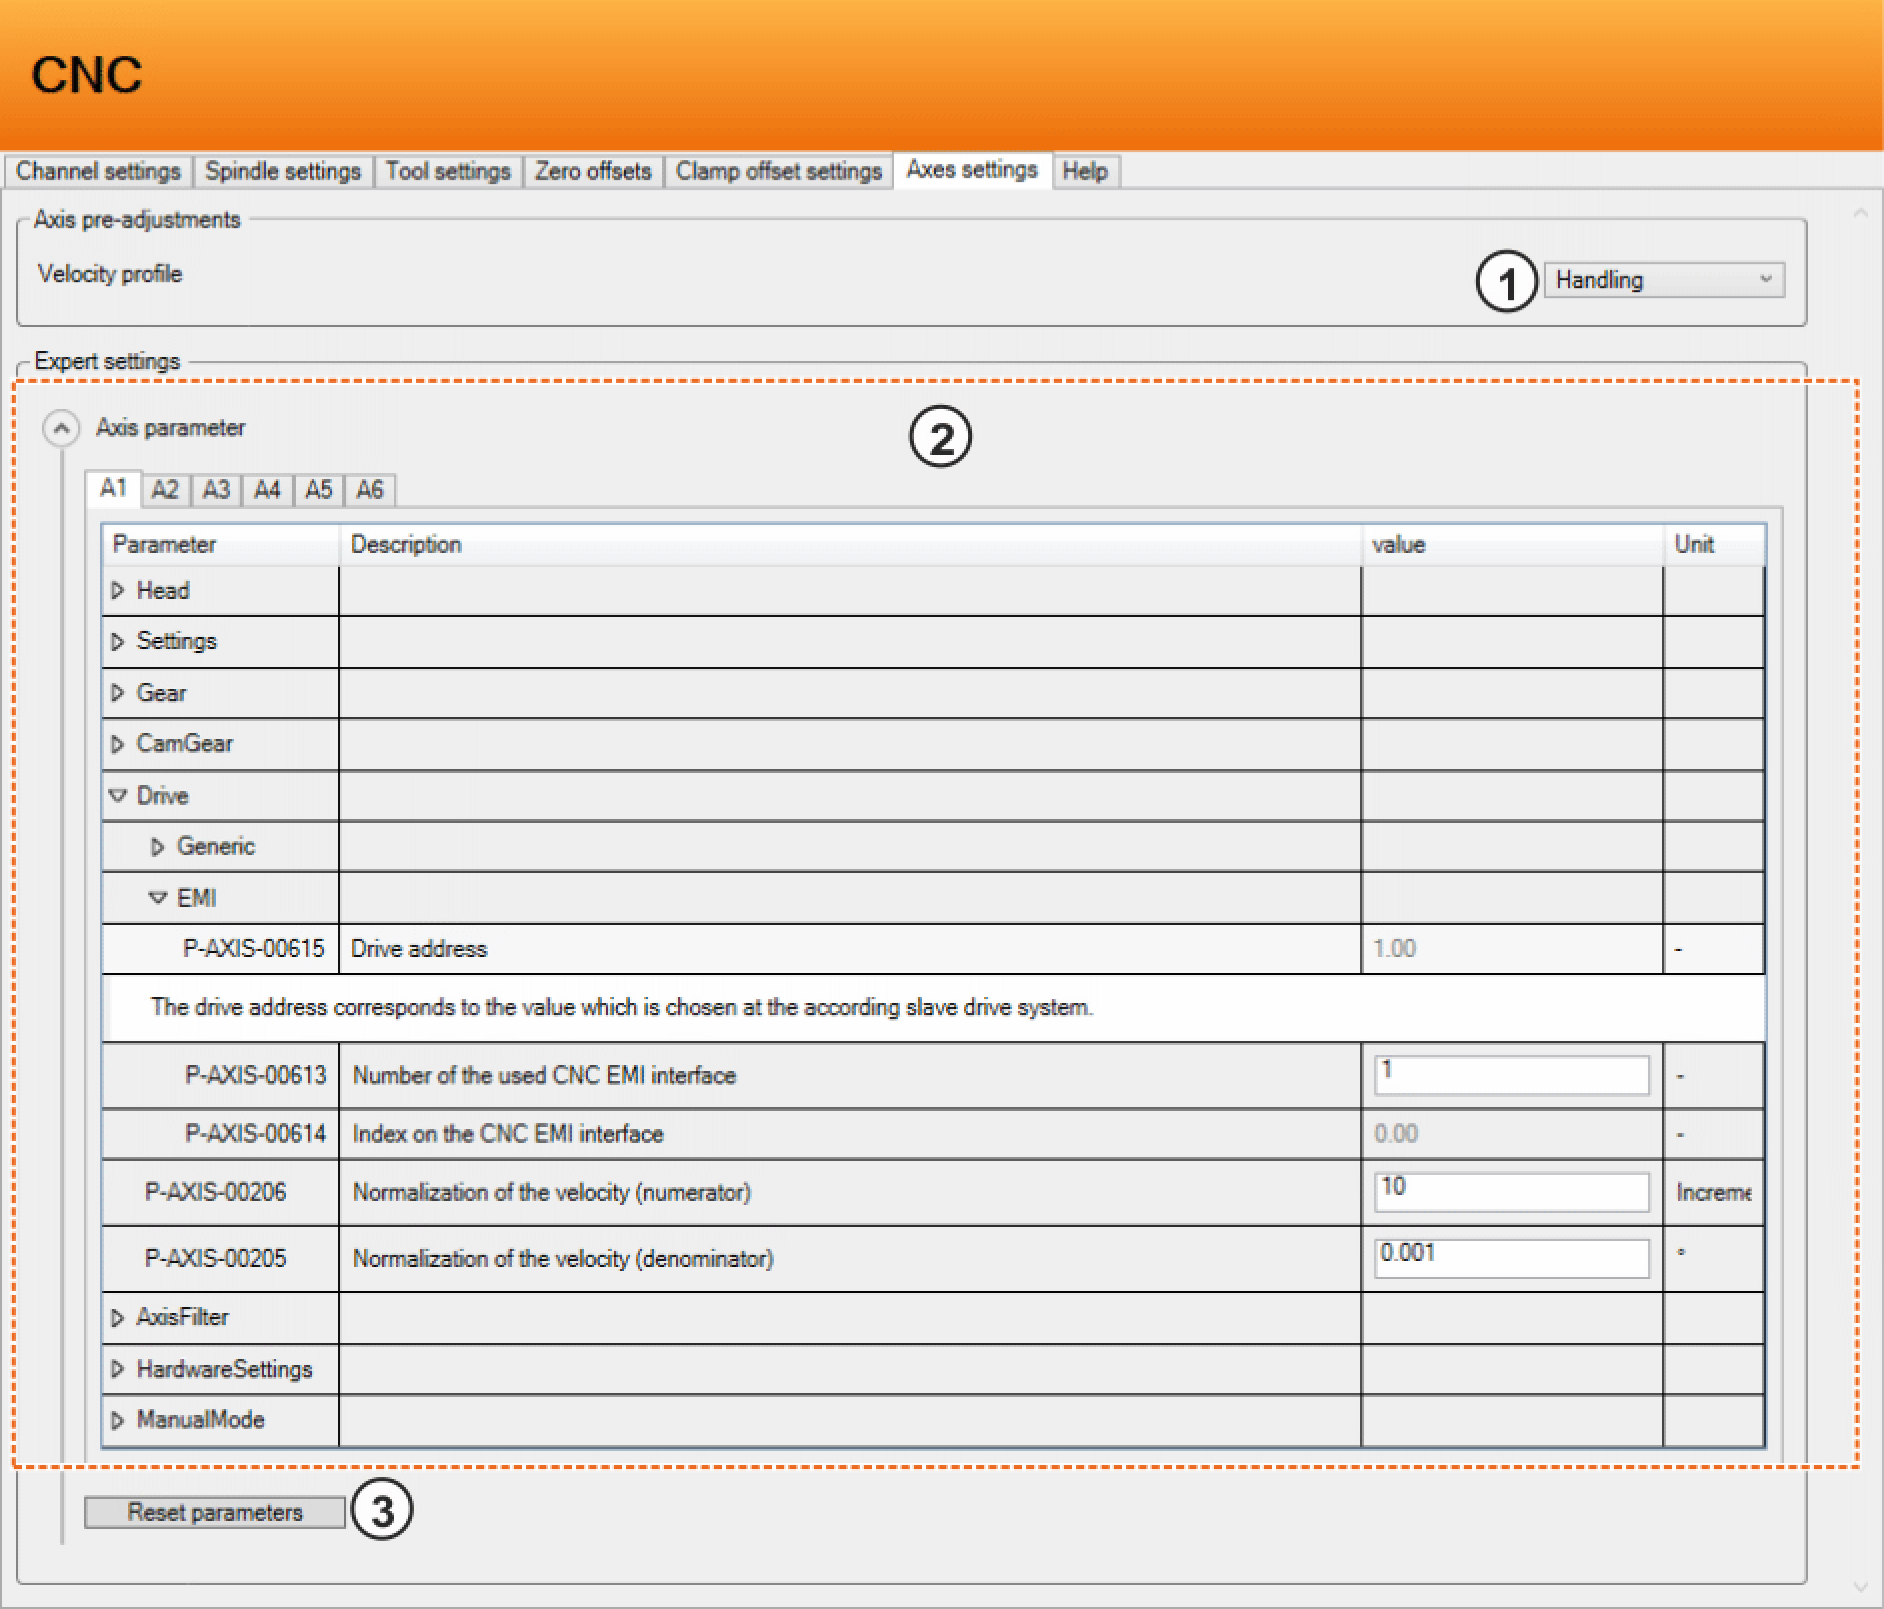 CNC
Channel settings Spindle settings Tool settings Zero offsets Clamp offset settings Axes settings Help
Axis pre-adjustments
Velocity profile 1 Handling
Expert settings
Axis parameter 2
A1 A2 A3 A4 A5 A6
Parameter Description value Unit
Head
Settings
Gear
CamGear
Drive
Generic
EMI
P-AXIS-00615 Drive address 1.00 -
The drive address corresponds to the value which is chosen at the according slave drive system.
P-AXIS-00613 Number of the used CNC EMI interface 1 -
P-AXIS-00614 Index on the CNC EMI interface 0.00 -
P-AXIS-00206 Normalization of the velocity (numerator) 10 Increme
P-AXIS-00205 Normalization of the velocity (denominator) 0.001 °
AxisFilter
HardwareSettings
ManualMode
Reset parameters 3